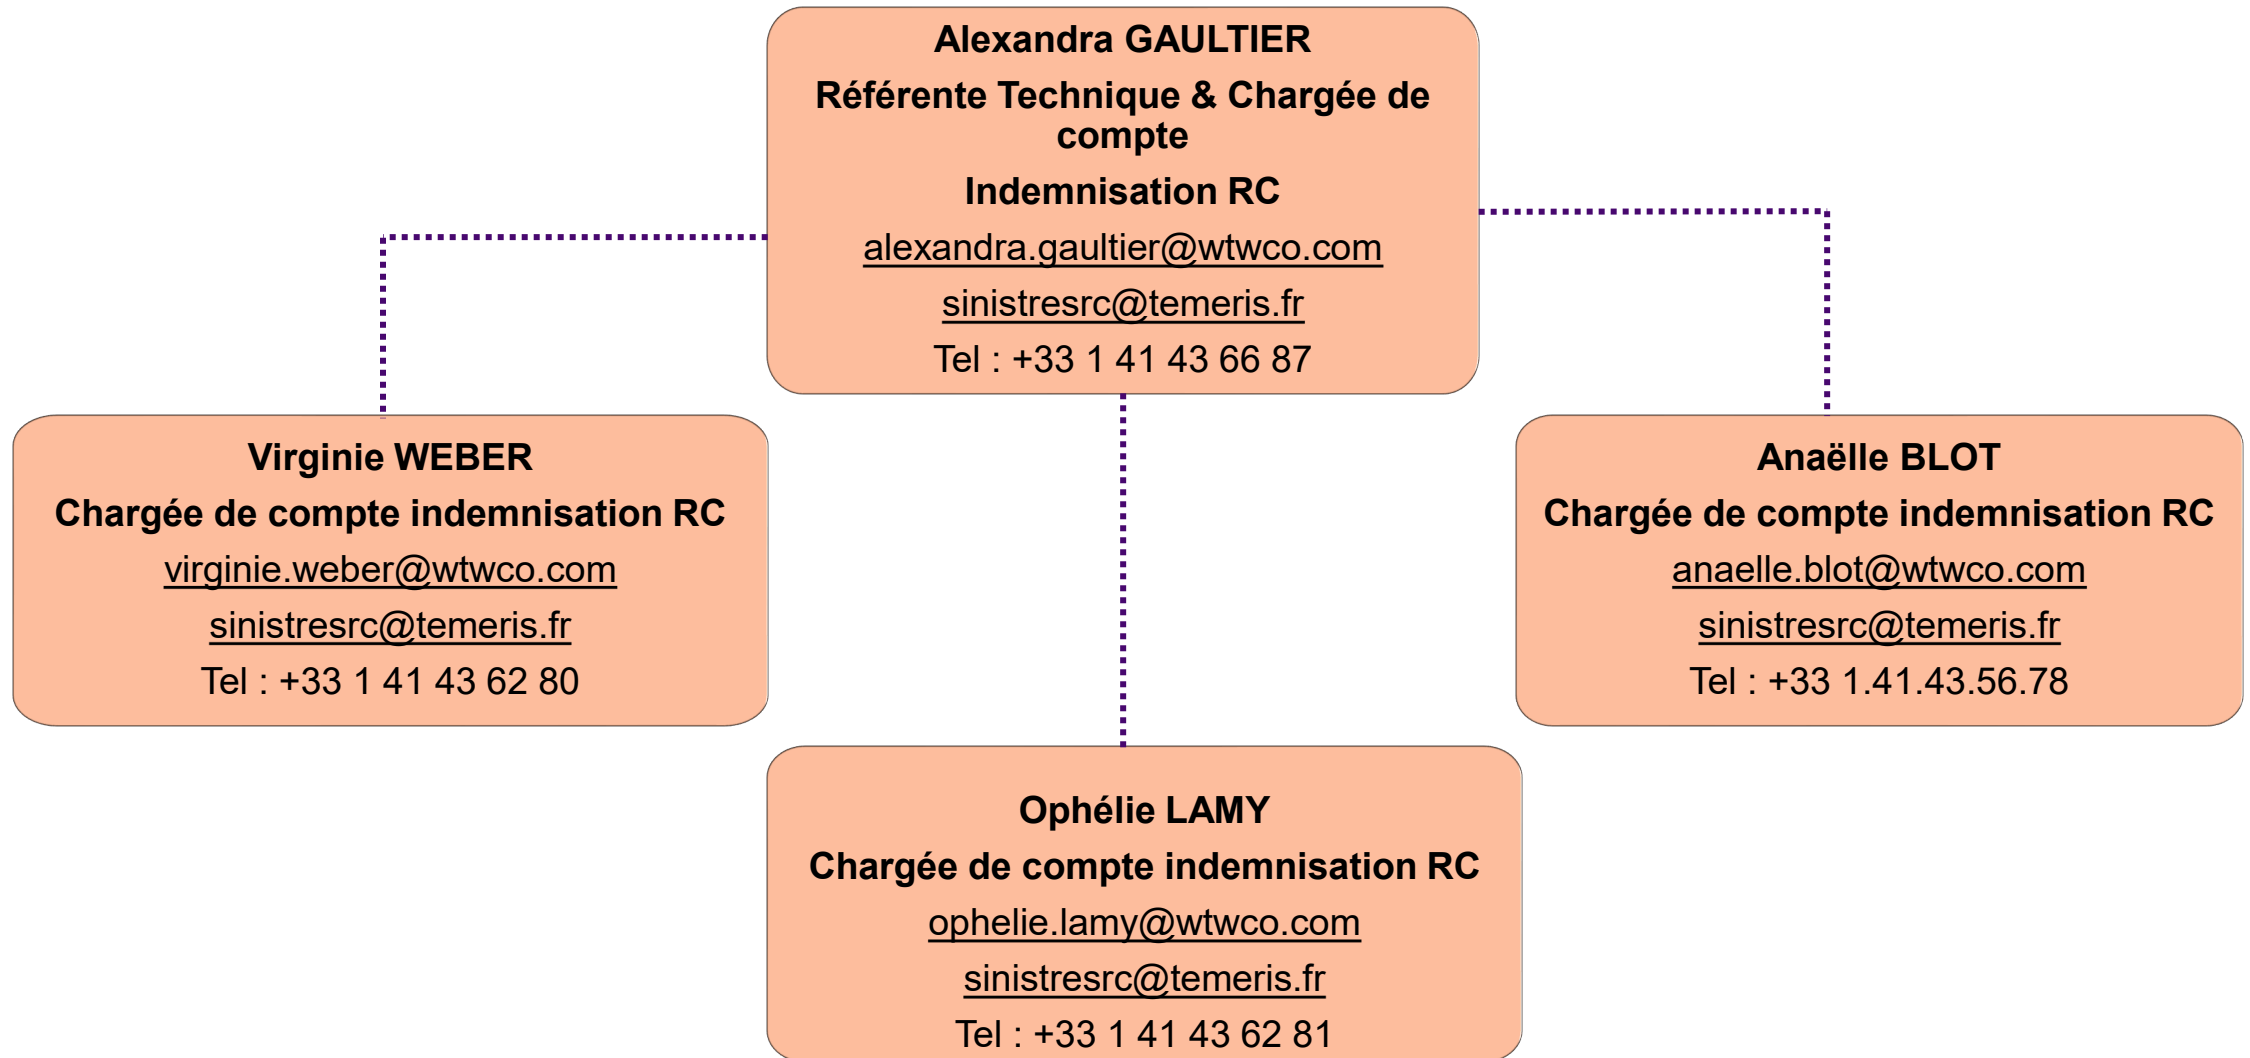 Alexandra GAULTIER
Référente Technique & Chargée de
compte
Indemnisation RC
alexandra.gaultier@wtwco.com
sinistresrc@temeris.fr
Tel : +33 1 41 43 66 87
Virginie WEBER
Chargée de compte indemnisation RC
virginie.weber@wtwco.com
sinistresrc@temeris.fr
Tel : +33 1 41 43 62 80
Anaëlle BLOT
Chargée de compte indemnisation RC
anaelle.blot@wtwco.com
sinistresrc@temeris.fr
Tel : +33 1.41.43.56.78
Ophélie LAMY
Chargée de compte indemnisation RC
ophelie.lamy@wtwco.com
sinistresrc@temeris.fr
Tel : +33 1 41 43 62 81